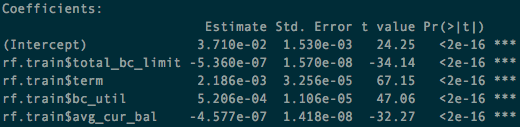 Coefficients:
Estimate Std. Error t value Pr(>|t|)
(Intercept) 3.710e-02 1.530e-03 24.25 <2e-16 ***
rf.train$total_bc_limit -5.360e-07 1.570e-08 -34.14 <2e-16 ***
rf.train$term 2.186e-03 3.256e-05 67.15 <2e-16 ***
rf.train$bc_util 5.206e-04 1.106e-05 47.06 <2e-16 ***
rf.train$avg_cur_bal -4.577e-07 1.418e-08 -32.27 <2e-16 ***